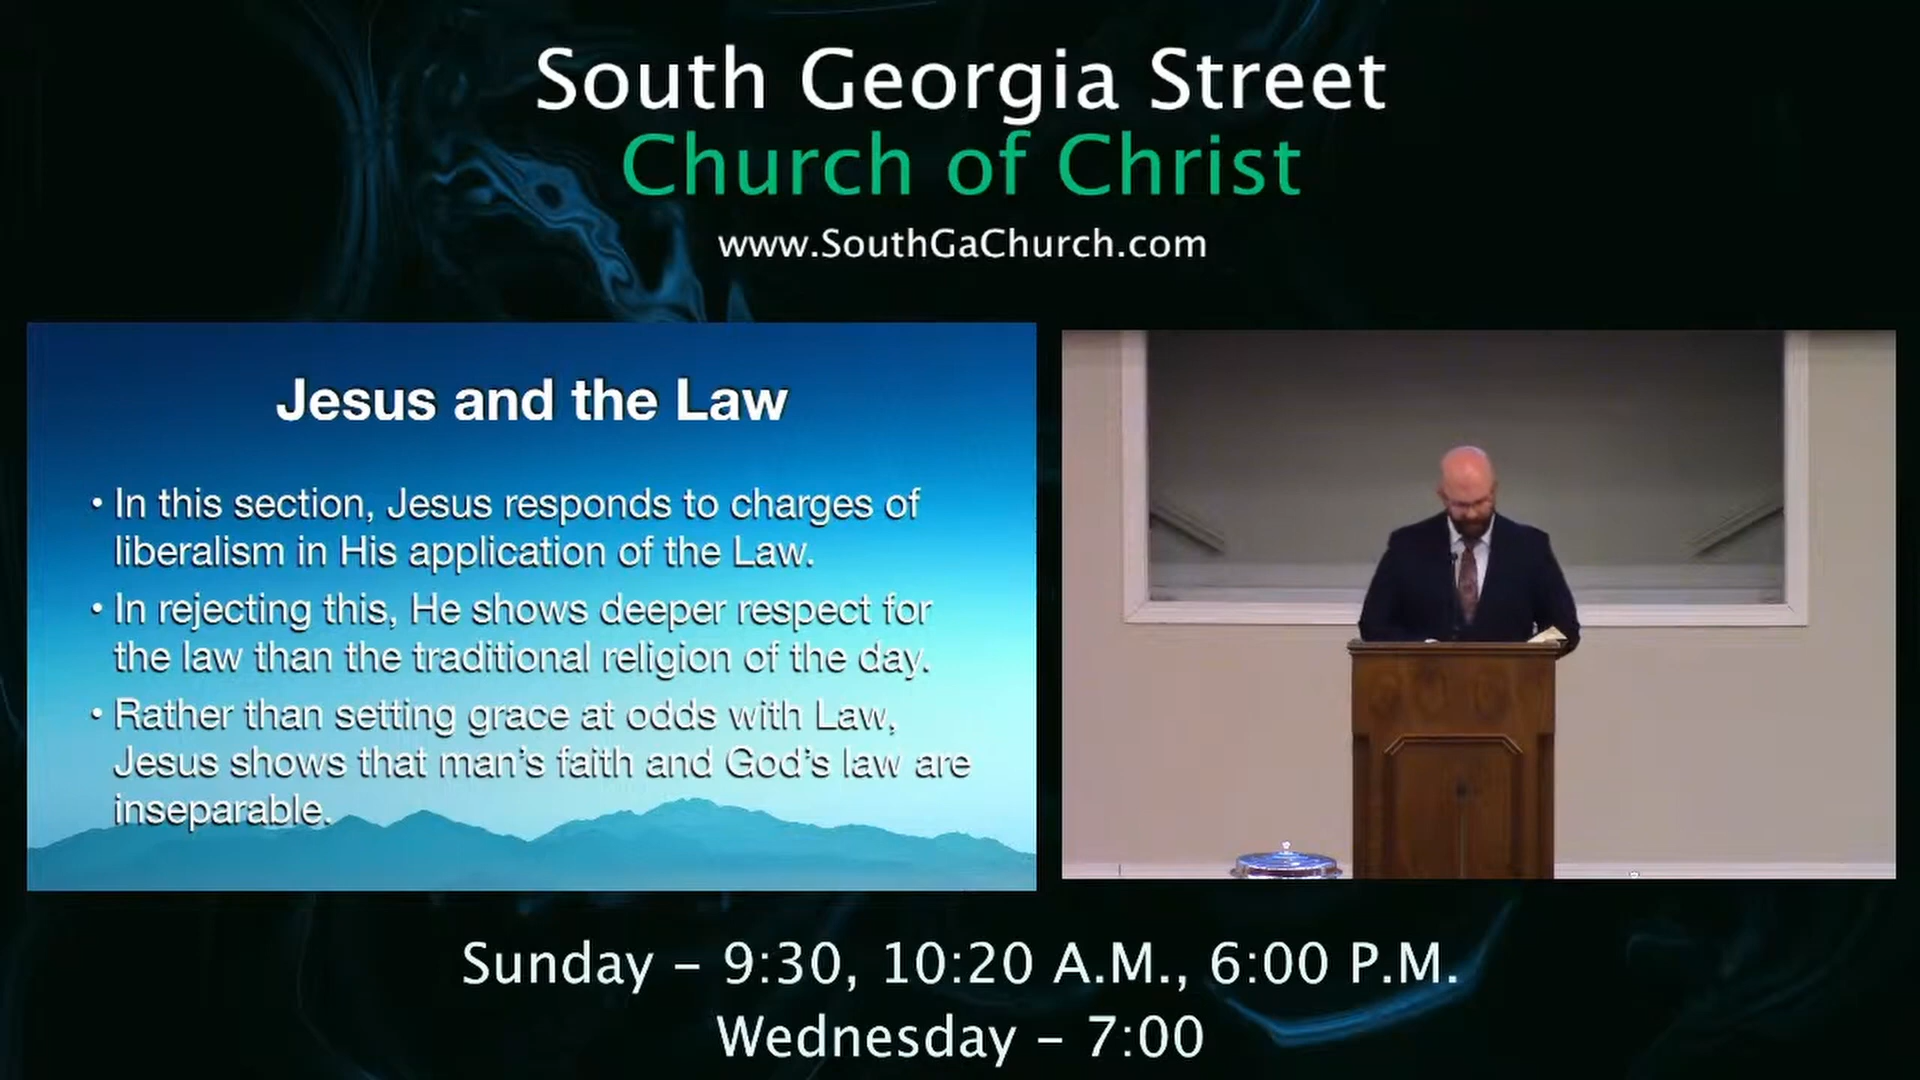 South Georgia Street
Church of Christ
www.SouthGaChurch.com
Jesus and the Law
• In this section, Jesus responds to charges of
liberalism in His application of the Law.
• In rejecting this, He shows deeper respect for
the law than the traditional religion of the day.
• Rather than setting grace at odds with Law,
Jesus shows that man's faith and God's law are
inseparable.
Sunday – 9:30, 10:20 A.M., 6:00 P.M.
Wednesday – 7:00